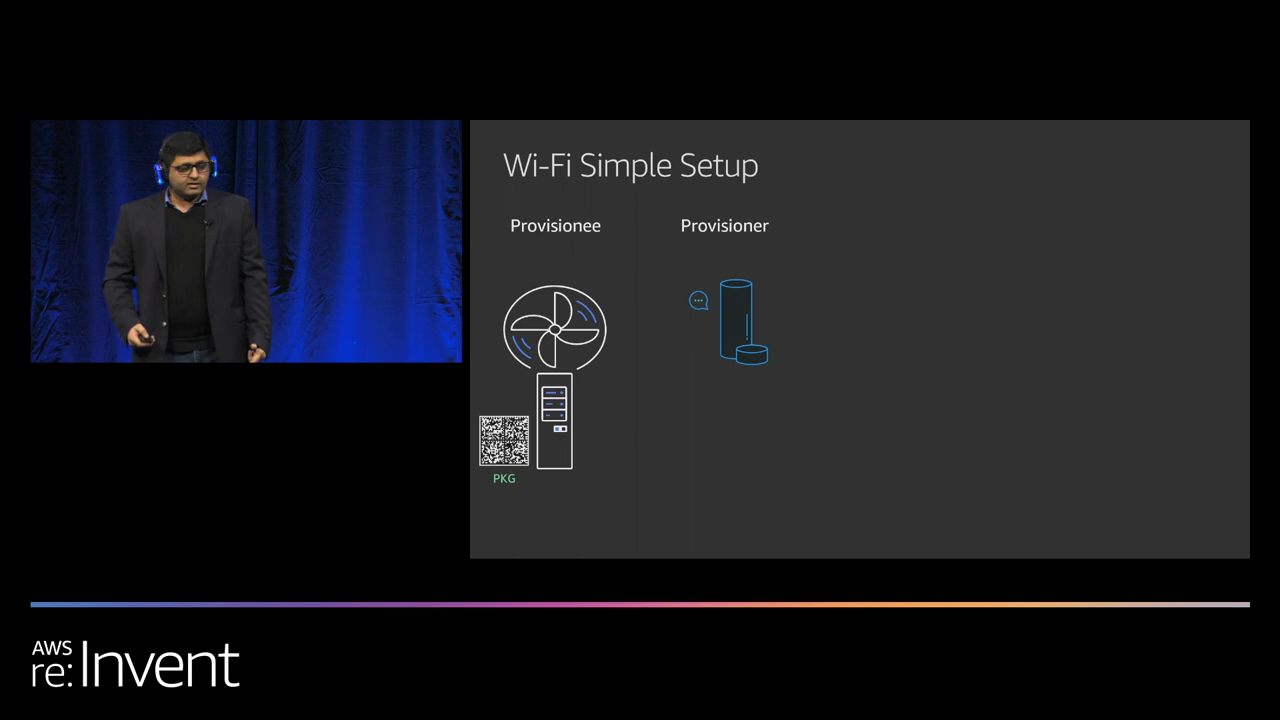 Wi-Fi Simple Setup
Provisionee
Provisioner
PKG
AWS
re:Invent